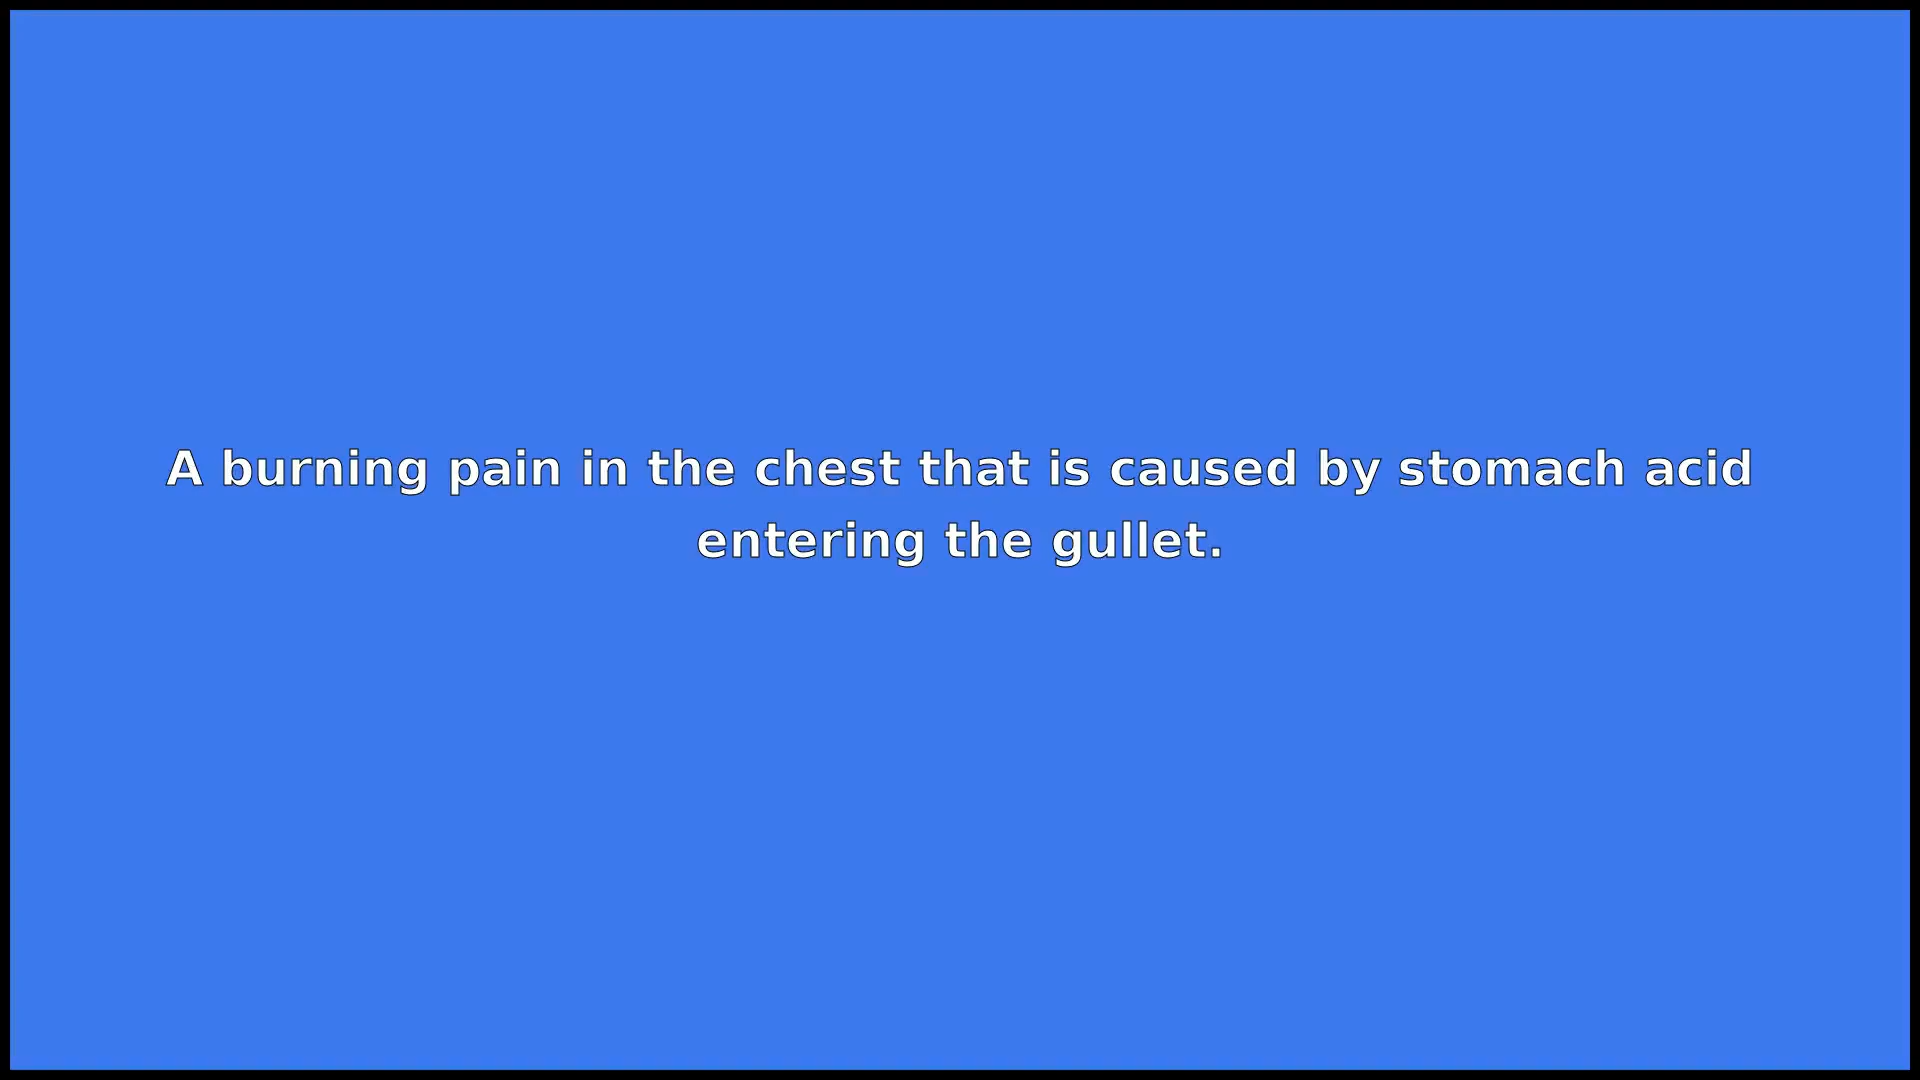 A burning pain in the chest that is caused by stomach acid
entering the gullet.